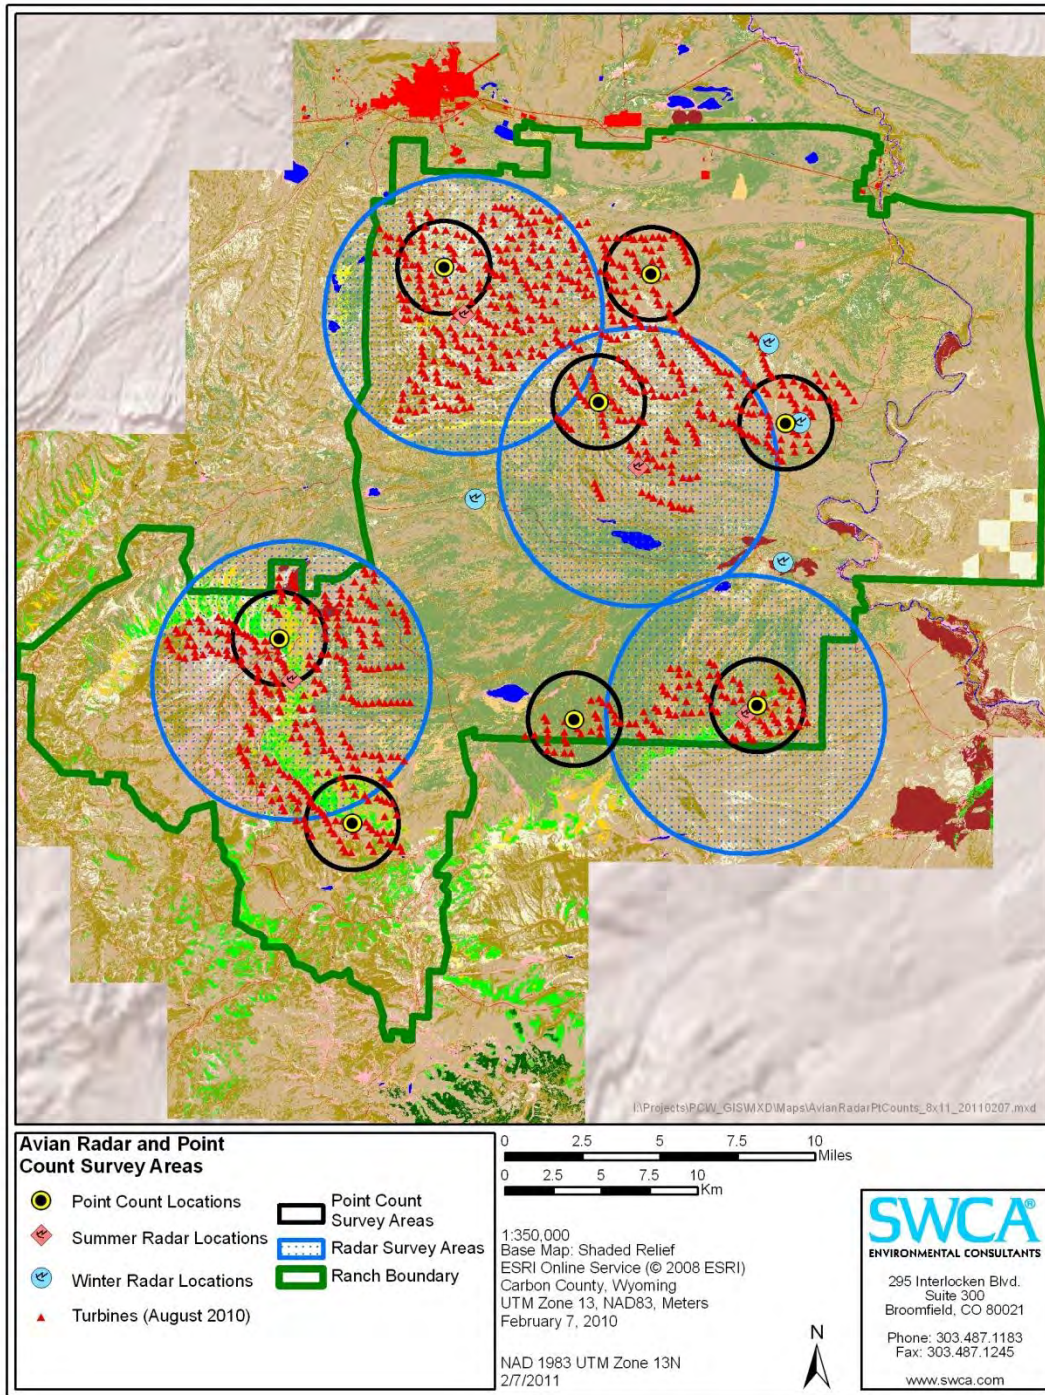 I:\Projects\PCW_GIS\MXD\Maps\AvianRadarPtCounts_8x11_20110207.mxd
Avian Radar and Point
Count Survey Areas
Point Count Locations
Summer Radar Locations
Winter Radar Locations
Turbines (August 2010)
Point Count
Survey Areas
Radar Survey Areas
Ranch Boundary
0 2.5 5 7.5 10
Miles
0 2.5 5 7.5 10
Km
1:350,000
Base Map: Shaded Relief
ESRI Online Service (© 2008 ESRI)
Carbon County, Wyoming
UTM Zone 13, NAD83, Meters
February 7, 2010
NAD 1983 UTM Zone 13N
2/7/2011
N
SWCA®
ENVIRONMENTAL CONSULTANTS
295 Interlocken Blvd.
Suite 300
Broomfield, CO 80021
Phone: 303.487.1183
Fax: 303.487.1245
www.swca.com